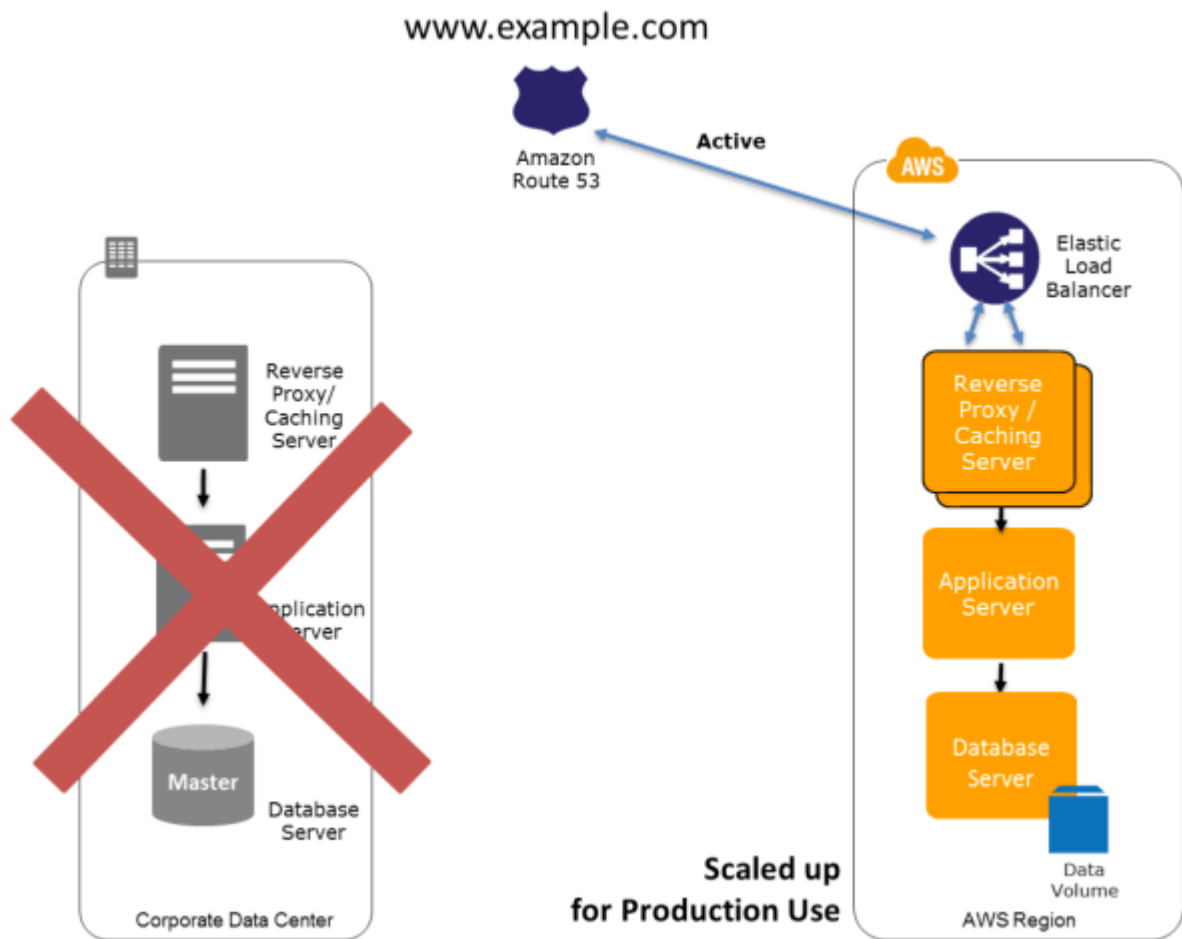 www.example.com
Amazon
Route 53
Active
AWS
Elastic
Load
Balancer
Reverse
Proxy /
Caching
Server
Application
Server
Database
Server
Data
Volume
AWS Region
Scaled up
for Production Use
Reverse
Proxy/
Caching
Server
pplication
erver
Master
Database
Server
Corporate Data Center